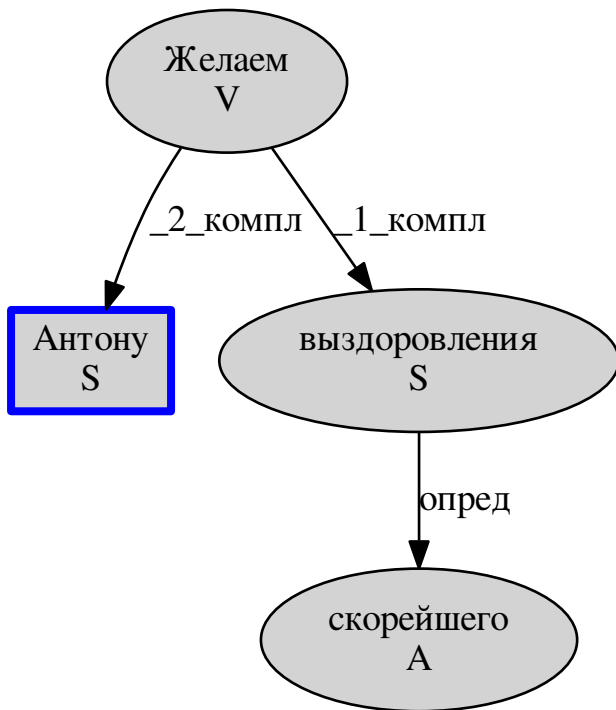 Желаем
V
_2_компл
_1_компл
Антону
S
выздоровления
S
опред
скорейшего
A